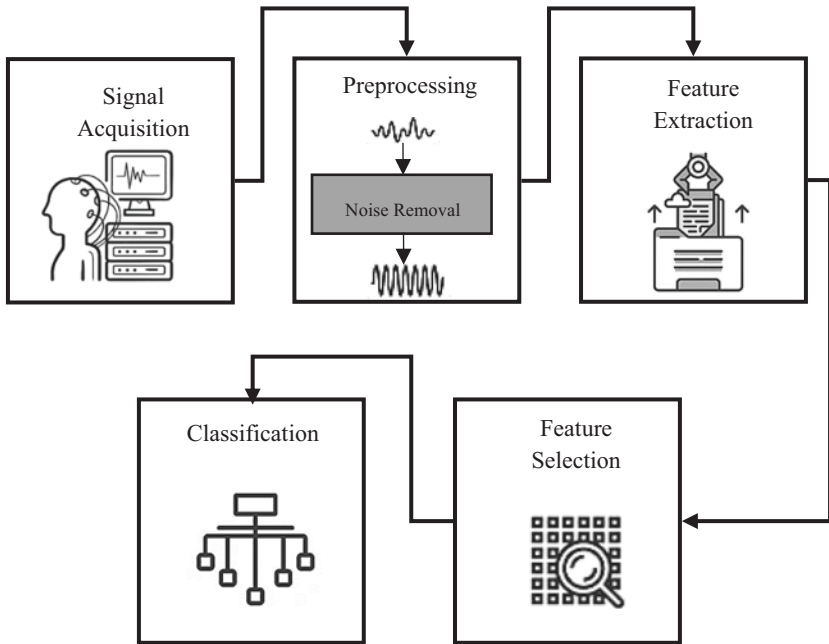 Signal
Acquisition
Preprocessing
Noise Removal
Feature
Extraction
Feature
Selection
Classification